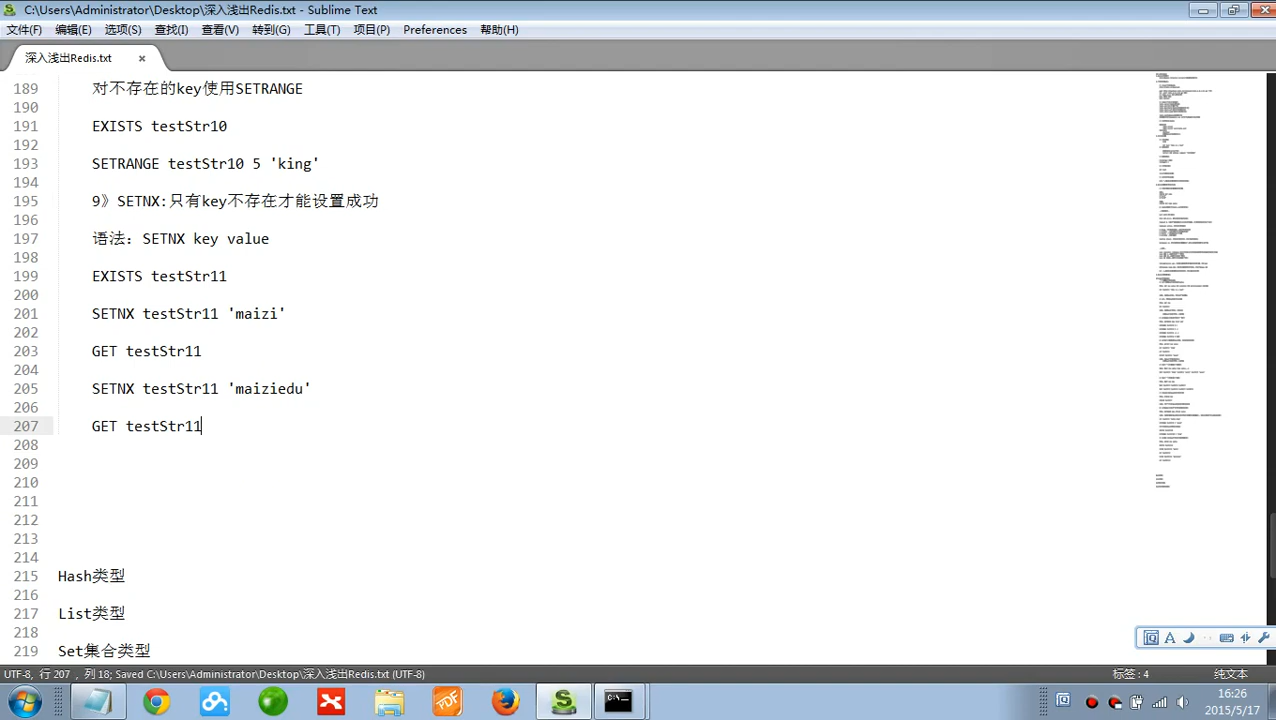 C:\Users\Administrator\Desktop\深入浅出Redis.txt - Sublime Text
文件(F) 编辑(E) 选项(S) 查找(I) 查看(V) 转到(G) 工具(T) 项目(P) Preferences 帮助(H)
深入浅出Redis.txt ×
189 对不存在的key使用SETRANGE
190
191 EXISTS testStr10
192
193 SETRANGE testStr10 5 'king'
194
195 9》 SETNX:只有key不存在才能设置成功
196
197 语法: SETNX key value
198
199 EXISTS testStr11
200
201 SETNX testStr11 'maizi'
202
203 GET testStr11
204
205 SETNX testStr11 'maizi11'
206
207 GET testStr11
208
209
210
211
212
213
214
215 Hash类型
216
217 List类型
218
219 Set集合类型
UTF-8, 行 207 , 列 18; Saved C:\Users\Administrator\Desktop\深入浅出Redis.txt (UTF-8) 标签: 4 纯文本
16:26
2015/5/17